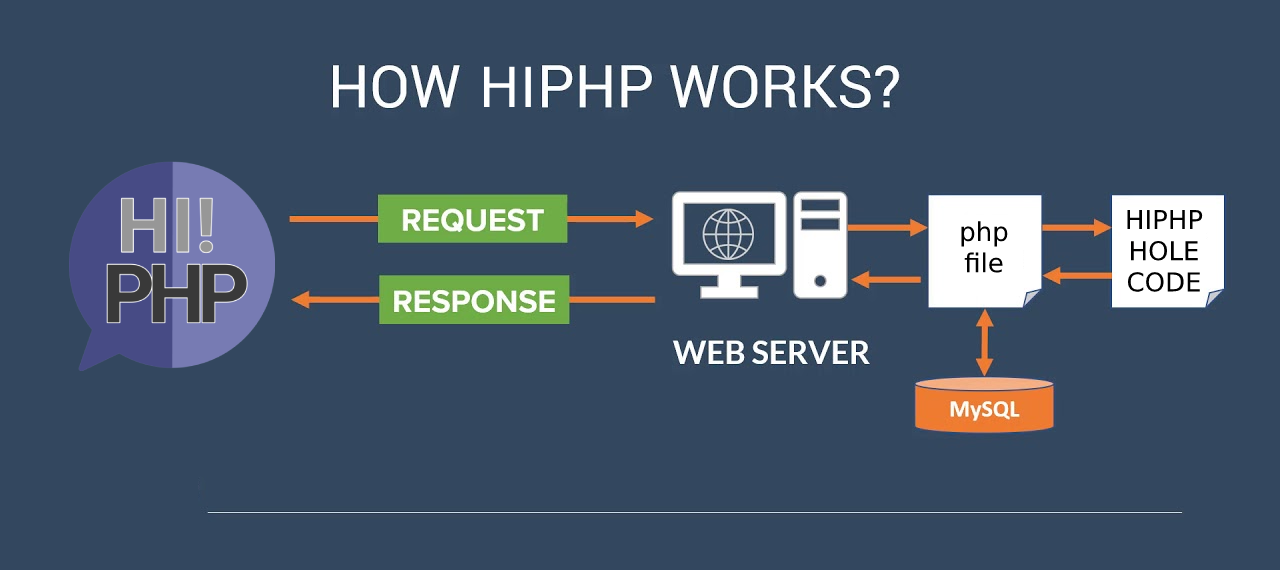 HOW HIPHP WORKS?
HI!
PHP
REQUEST
RESPONSE
WEB SERVER
php
file
HIPHP
HOLE
CODE
MySQL